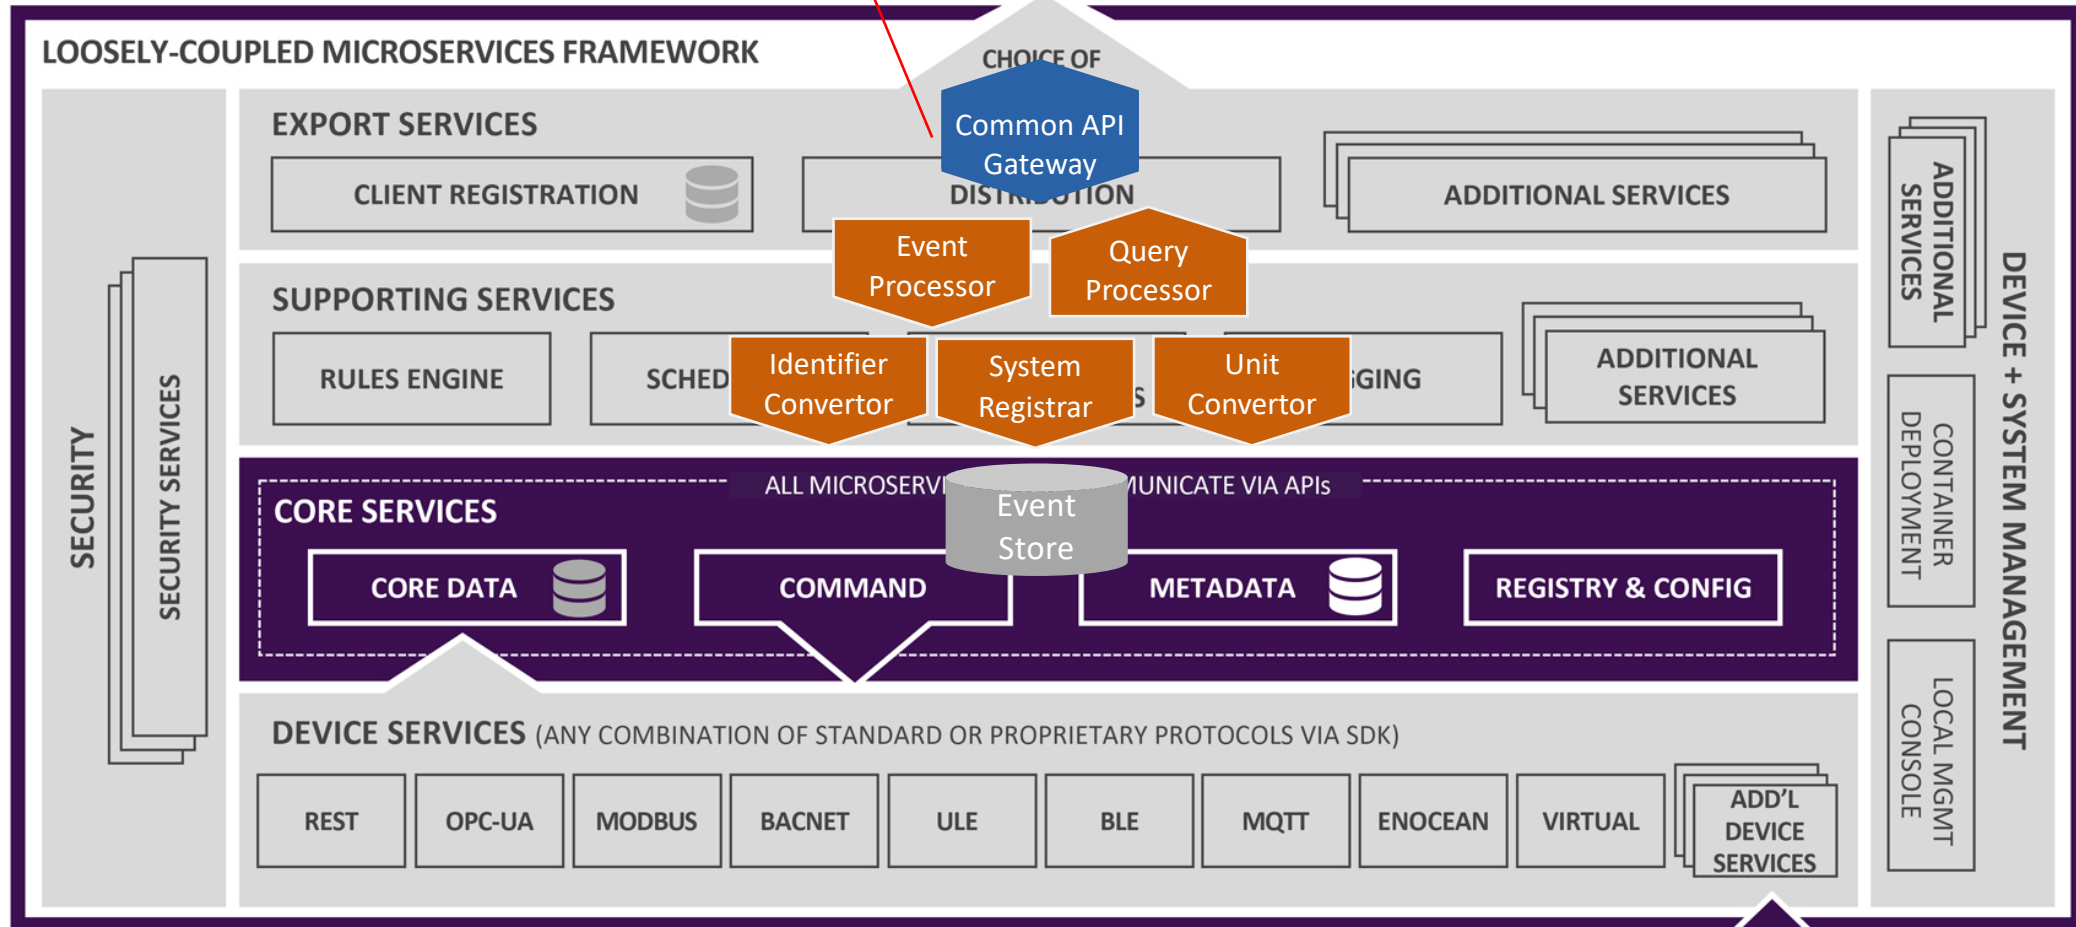 LOOSELY-COUPLED MICROSERVICES FRAMEWORK
CHOICE OF
Common API
Gateway
EXPORT SERVICES
CLIENT REGISTRATION
DISTRIBUTION
ADDITIONAL SERVICES
Event
Processor
Query
Processor
SUPPORTING SERVICES
RULES ENGINE
SCHED
Identifier
Convertor
System
Registrar
S
Unit
Convertor
GGING
ADDITIONAL
SERVICES
ALL MICROSERVI
MUNICATE VIA APIs
Event
Store
CORE SERVICES
CORE DATA
COMMAND
METADATA
REGISTRY & CONFIG
DEVICE SERVICES (ANY COMBINATION OF STANDARD OR PROPRIETARY PROTOCOLS VIA SDK)
REST
OPC-UA
MODBUS
BACNET
ULE
BLE
MQTT
ENOCEAN
VIRTUAL
ADD'L
DEVICE
SERVICES
SECURITY
SECURITY SERVICES
ADDITIONAL
SERVICES
CONTAINER
DEPLOYMENT
LOCAL MGMT
CONSOLE
DEVICE + SYSTEM MANAGEMENT